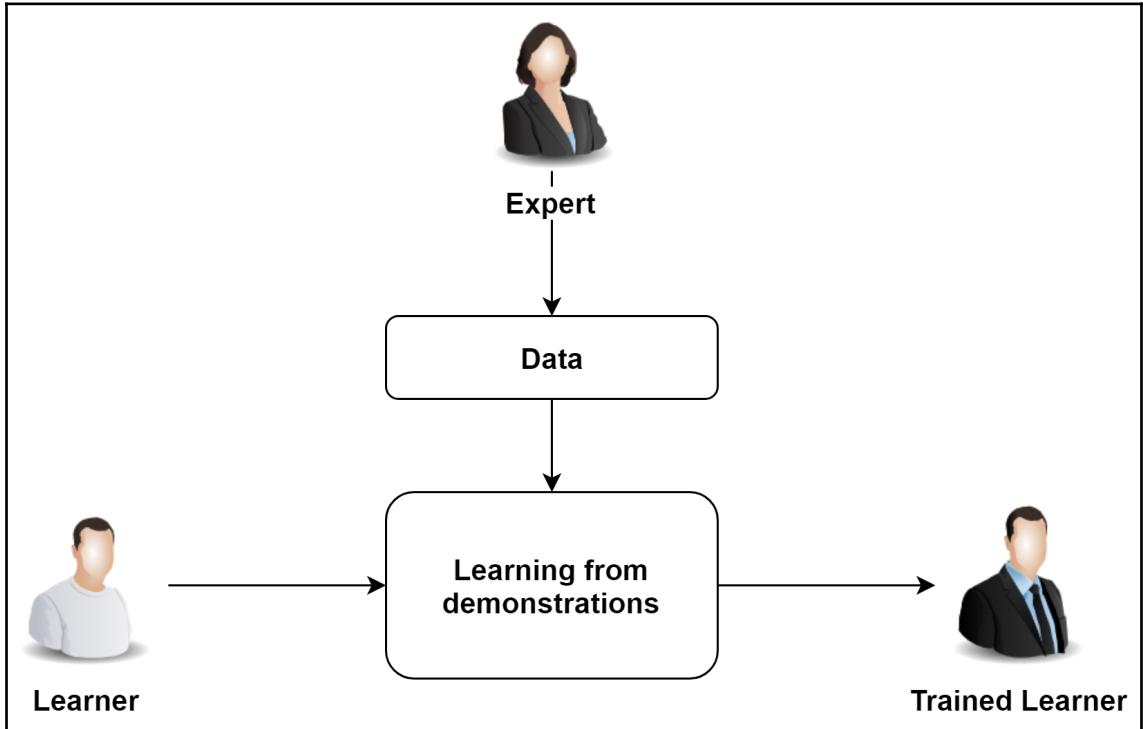 Expert
Data
Learning from
demonstrations
Learner
Trained Learner